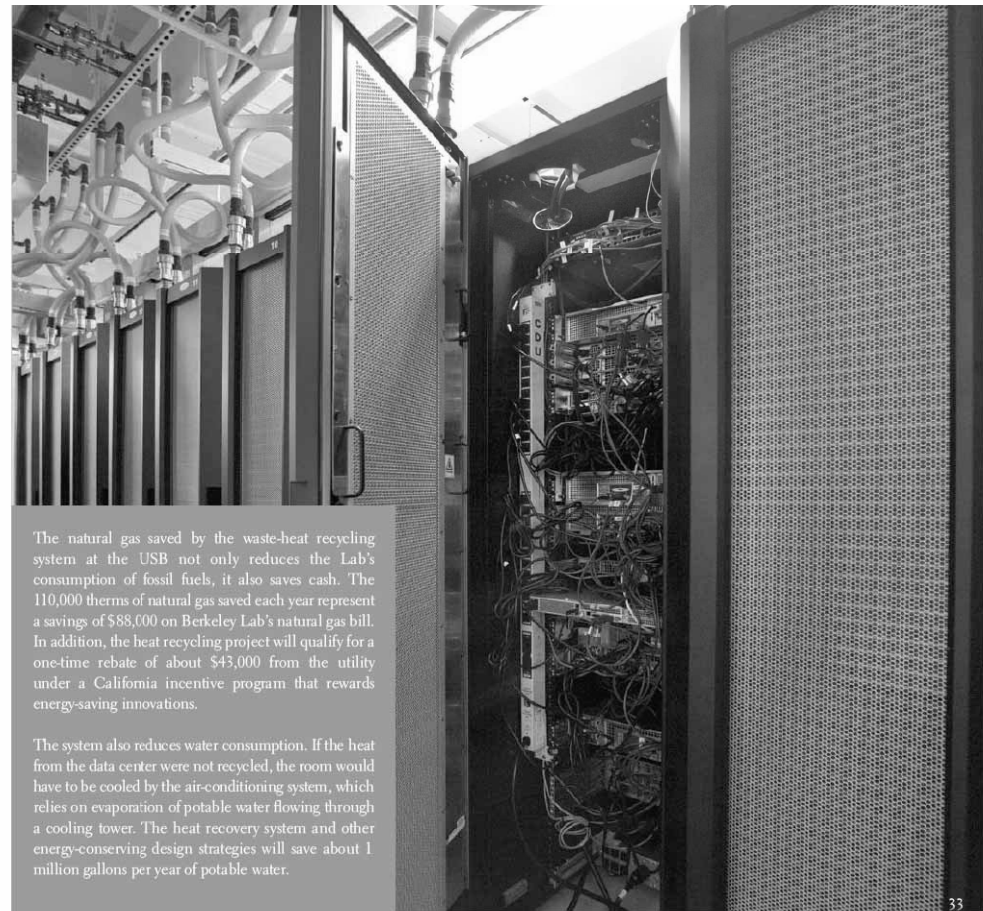 The natural gas saved by the waste-heat recycling
system at the USB not only reduces the Lab's
consumption of fossil fuels, it also saves cash. The
110,000 therms of natural gas saved each year represent
a savings of $88,000 on Berkeley Lab's natural gas bill.
In addition, the heat recycling project will qualify for a
one-time rebate of about $43,000 from the utility
under a California incentive program that rewards
energy-saving innovations.
The system also reduces water consumption. If the heat
from the data center were not recycled, the room would
have to be cooled by the air-conditioning system, which
relies on evaporation of potable water flowing through
a cooling tower. The heat recovery system and other
energy-conserving design strategies will save about 1
million gallons per year of potable water.
CDU
33